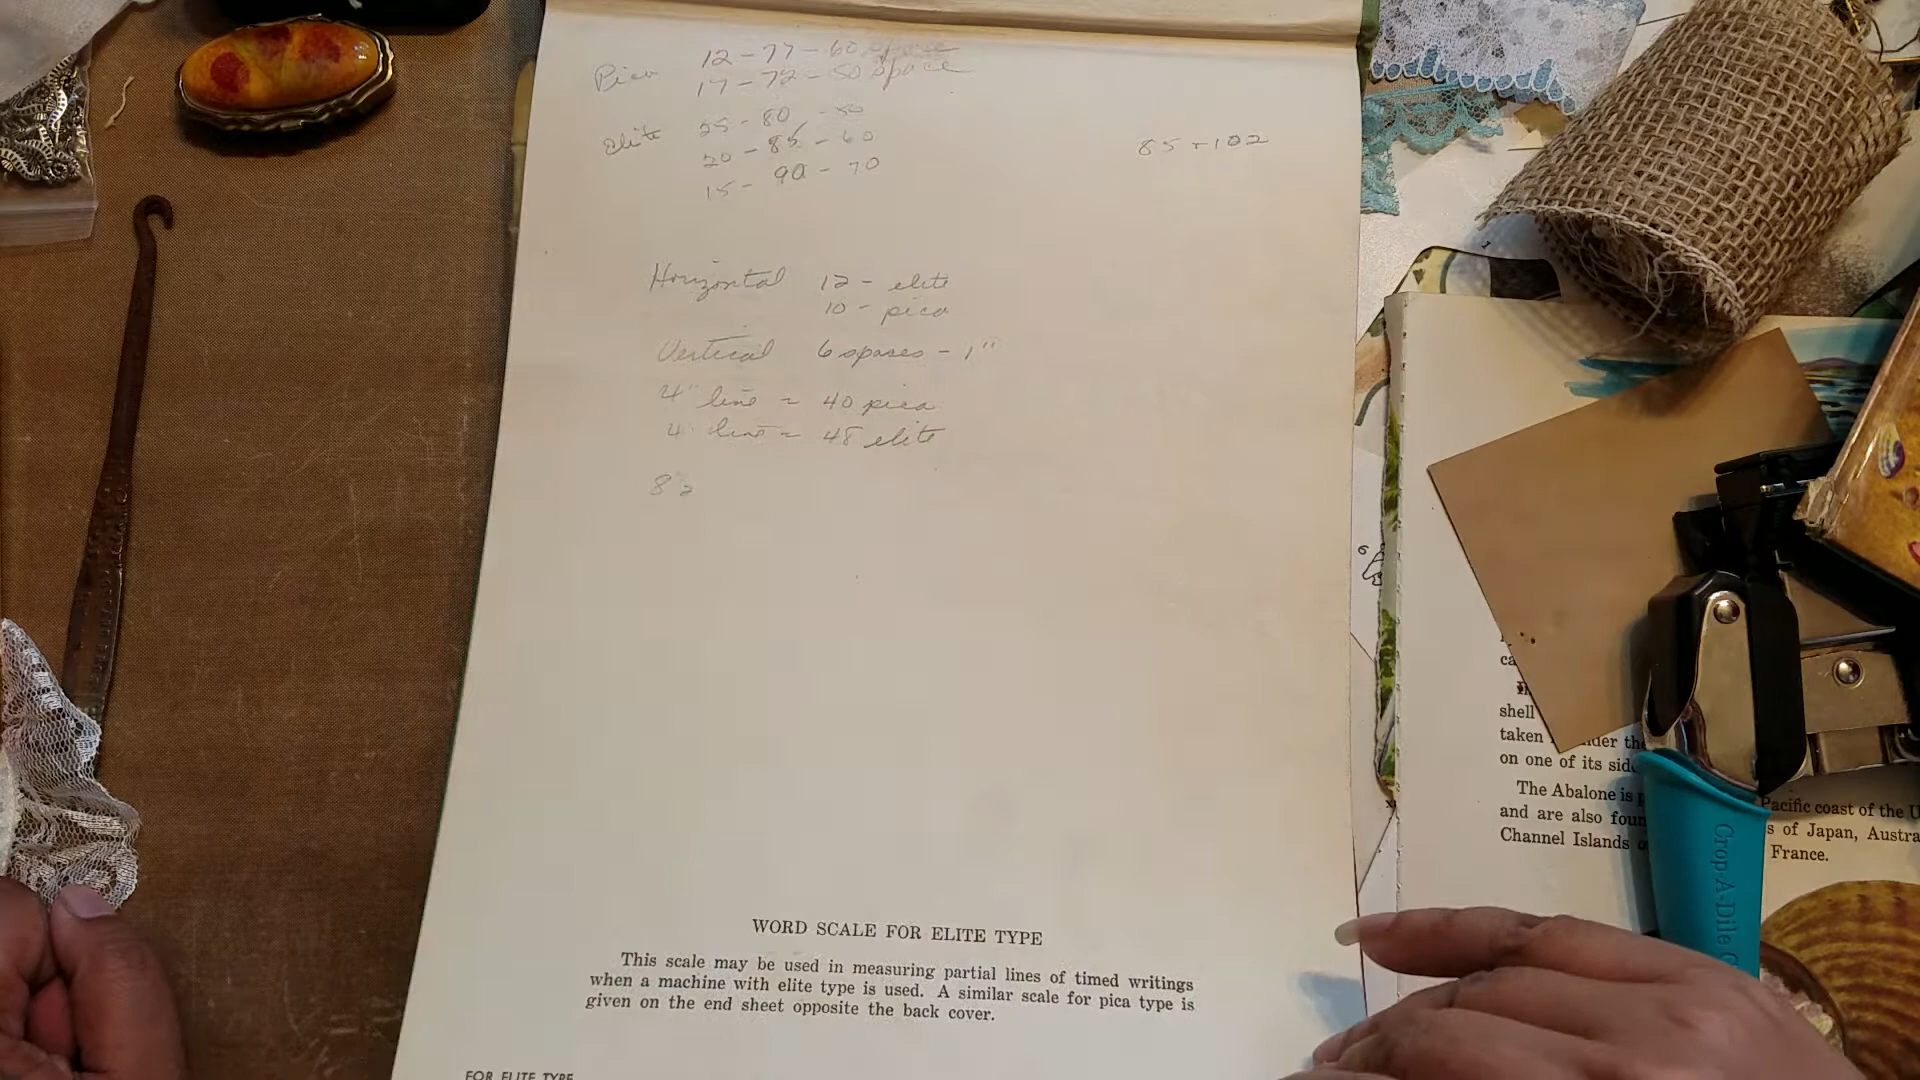 Pica 12-77-60 space
17-72-50 space
Elite 25-80-50
20-85-60
15-90-70
85 + 102
Horizontal 12 - elite
10 - pica
Vertical 6 spaces - 1"
4" line = 40 pica
4" line = 48 elite
8
WORD SCALE FOR ELITE TYPE
This scale may be used in measuring partial lines of timed writings
when a machine with elite type is used. A similar scale for pica type is
given on the end sheet opposite the back cover.
FOR ELITE TYPE
shell
taken the
on one of its
The Abalone is Pacific coast of the
and are also s of Japan,
Channel Islands France.
Crop-A-Dile